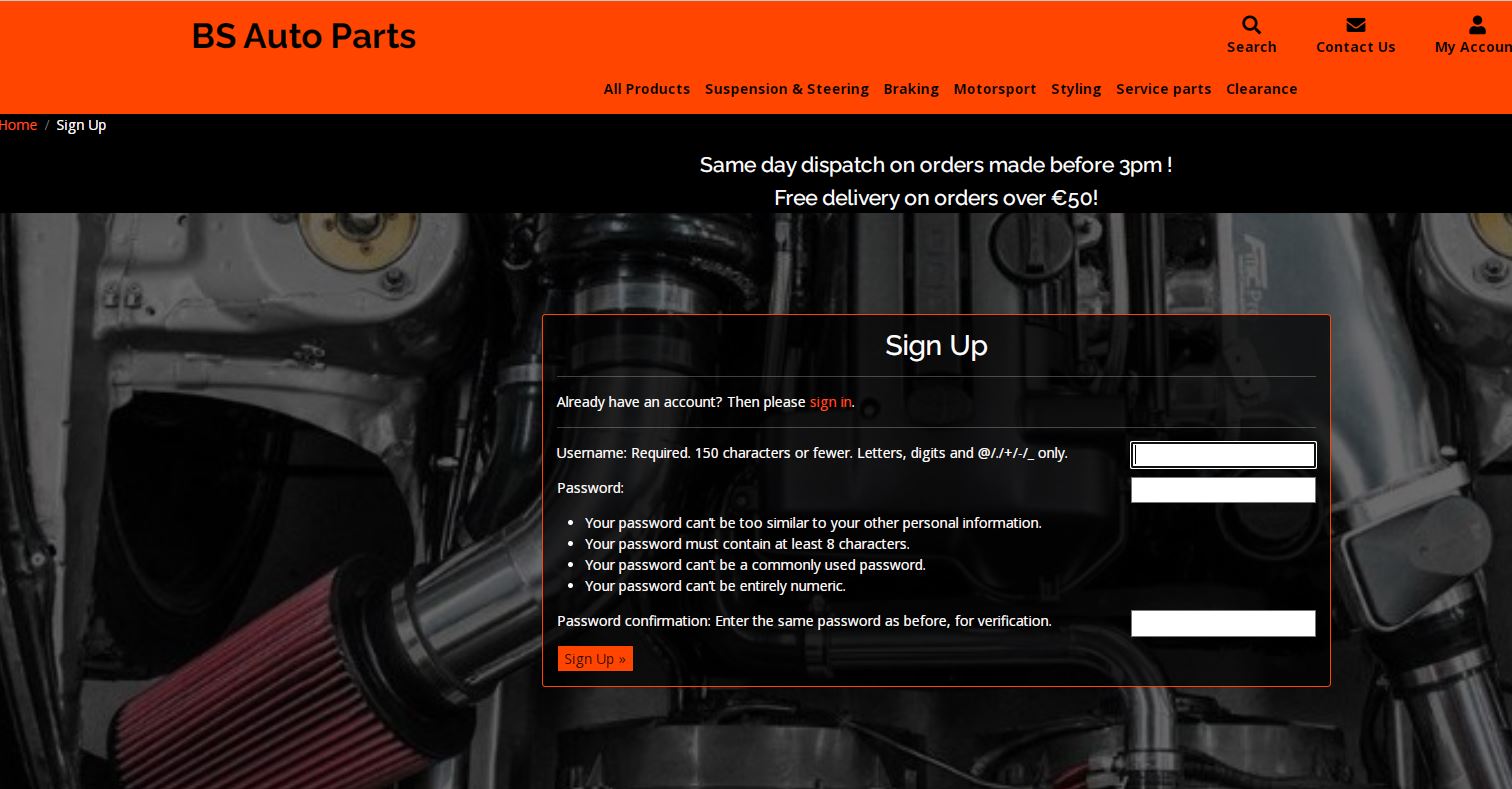 BS Auto Parts
Search
Contact Us
My Accoun
All Products Suspension & Steering Braking Motorsport Styling Service parts Clearance
Home / Sign Up
Same day dispatch on orders made before 3pm !
Free delivery on orders over €50!
Sign Up
Already have an account? Then please sign in.
Username: Required. 150 characters or fewer. Letters, digits and @/./+/-/_ only.
Password:
• Your password can't be too similar to your other personal information.
• Your password must contain at least 8 characters.
• Your password can't be a commonly used password.
• Your password can't be entirely numeric.
Password confirmation: Enter the same password as before, for verification.
Sign Up »